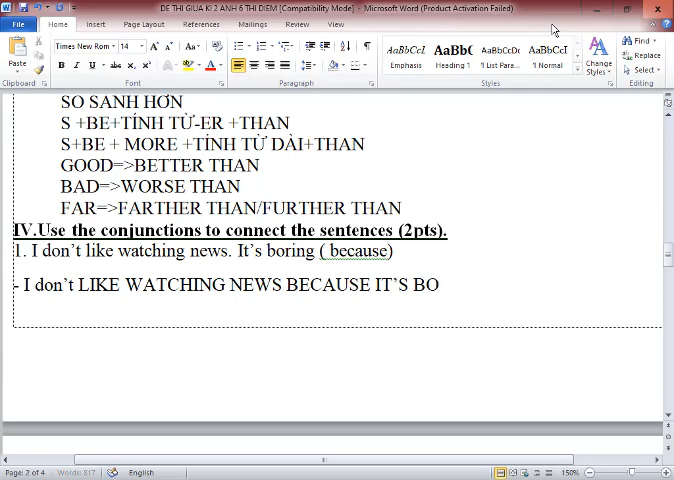 DE THI GIUA KI 2 ANH 6 THI DIEM [Compatibility Mode] - Microsoft Word (Product Activation Failed)
File Home Insert Page Layout References Mailings Review View
Paste
Clipboard
Times New Rom 14
Font
Paragraph
AaBbCcI AaBb( AaBbCcDc AaBbCcI
Emphasis Heading 1 ¶ List Para... ¶ Normal
Styles
Change Styles
Find
Replace
Select
Editing
SO SANH HƠN
S +BE+TÍNH TỪ-ER +THAN
S+BE + MORE +TÍNH TỪ DÀI+THAN
GOOD=>BETTER THAN
BAD=>WORSE THAN
FAR=>FARTHER THAN/FURTHER THAN
IV.Use the conjunctions to connect the sentences (2pts).
1. I don’t like watching news. It’s boring ( because)
- I don’t LIKE WATCHING NEWS BECAUSE IT’S BO
Page: 2 of 4 Words: 817 English 150%